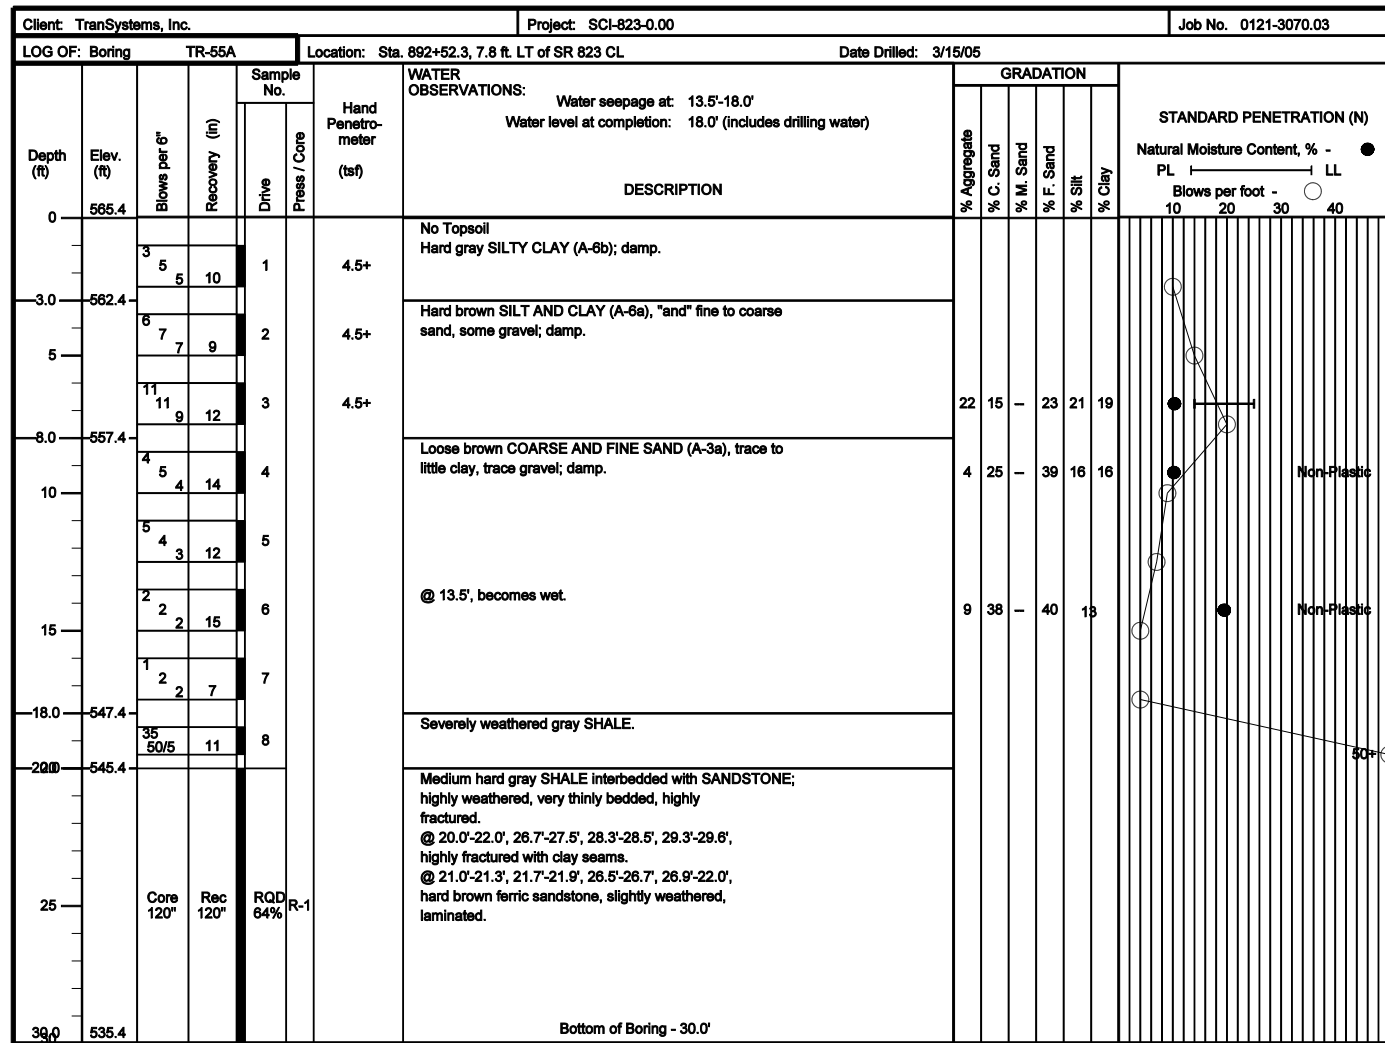 Client: TranSystems, Inc. Project: SCI-823-0.00 Job No. 0121-3070.03
LOG OF: Boring TR-55A Location: Sta. 892+52.3, 7.8 ft. LT of SR 823 CL Date Drilled: 3/15/05
Depth (ft)
Elev. (ft)
565.4
Blows per 6"
Recovery (in)
Sample No.
Drive
Press / Core
Hand Penetro- meter (tsf)
WATER OBSERVATIONS:
Water seepage at: 13.5'-18.0'
Water level at completion: 18.0' (includes drilling water)
DESCRIPTION
GRADATION
% Aggregate
% C. Sand
% M. Sand
% F. Sand
% Silt
% Clay
STANDARD PENETRATION (N)
Natural Moisture Content, % -
PL LL
Blows per foot -
10 20 30 40
0
No Topsoil
Hard gray SILTY CLAY (A-6b); damp.
3 5 5 10 1 4.5+
3.0 562.4
Hard brown SILT AND CLAY (A-6a), "and" fine to coarse
sand, some gravel; damp.
6 7 7 9 2 4.5+
5
11 11 9 12 3 4.5+ 22 15 – 23 21 19
8.0 557.4
Loose brown COARSE AND FINE SAND (A-3a), trace to
little clay, trace gravel; damp.
4 5 4 14 4 4 25 – 39 16 16 Non-Plastic
10
5 4 3 12 5
@ 13.5', becomes wet.
2 2 2 15 6 9 38 – 40 13 Non-Plastic
15
1 2 2 7 7
18.0 547.4
Severely weathered gray SHALE.
35 50/5 11 8
50+
20.0 20 545.4
Medium hard gray SHALE interbedded with SANDSTONE;
highly weathered, very thinly bedded, highly
fractured.
@ 20.0'-22.0', 26.7'-27.5', 28.3'-28.5', 29.3'-29.6',
highly fractured with clay seams.
@ 21.0'-21.3', 21.7'-21.9', 26.5'-26.7', 26.9'-22.0',
hard brown ferric sandstone, slightly weathered,
laminated.
25
Core 120" Rec 120" RQD 64% R-1
30.0 30 535.4
Bottom of Boring - 30.0'